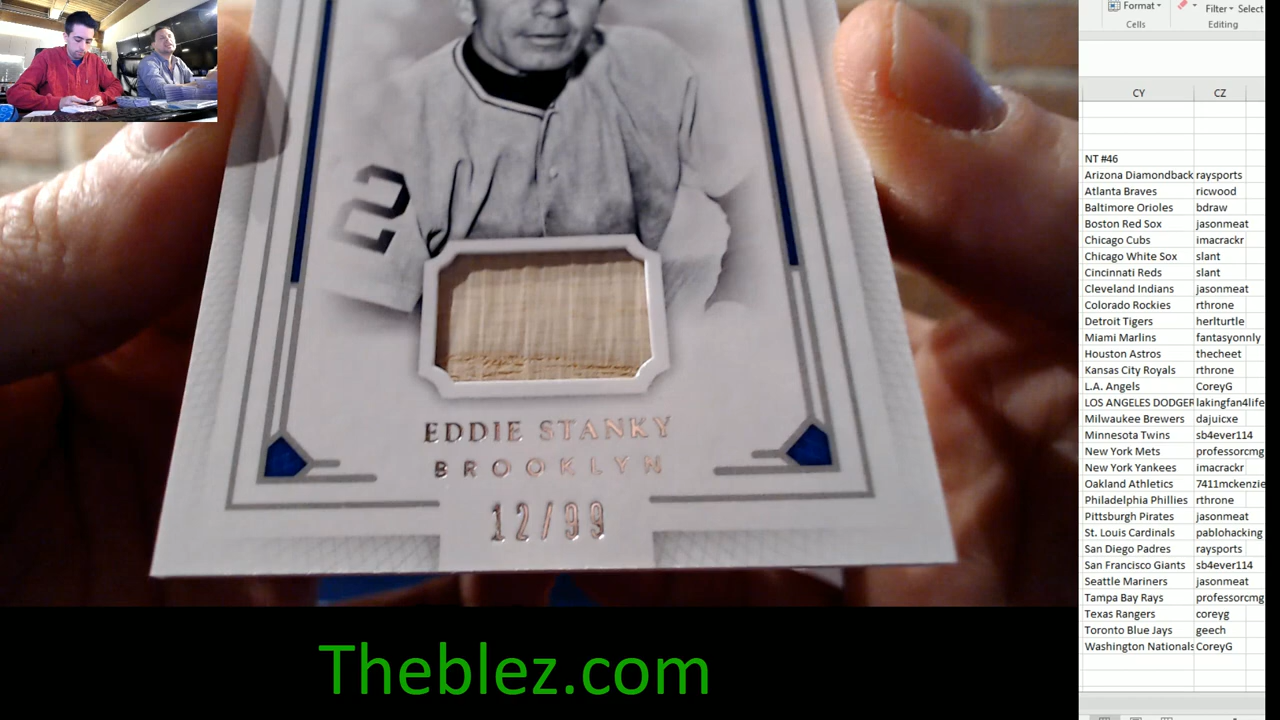 Format
Filter
Select
Cells
Editing
CY
CZ
NT #46
Arizona Diamondback raysports
Atlanta Braves ricwood
Baltimore Orioles bdraw
Boston Red Sox jasonmeat
Chicago Cubs imacrackr
Chicago White Sox slant
Cincinnati Reds slant
Cleveland Indians jasonmeat
Colorado Rockies rthrone
Detroit Tigers herlturtle
Miami Marlins fantasyonnly
Houston Astros thecheet
Kansas City Royals rthrone
L.A. Angels CoreyG
LOS ANGELES DODGER lakingfan4life
Milwaukee Brewers dajuicxe
Minnesota Twins sb4ever114
New York Mets professorcmg
New York Yankees imacrackr
Oakland Athletics 7411mckenzie
Philadelphia Phillies rthrone
Pittsburgh Pirates jasonmeat
St. Louis Cardinals pablohacking
San Diego Padres raysports
San Francisco Giants sb4ever114
Seattle Mariners jasonmeat
Tampa Bay Rays professorcmg
Texas Rangers coreyg
Toronto Blue Jays geech
Washington Nationals CoreyG
2
EDDIE STANKY
BROOKLYN
12/99
Theblez.com